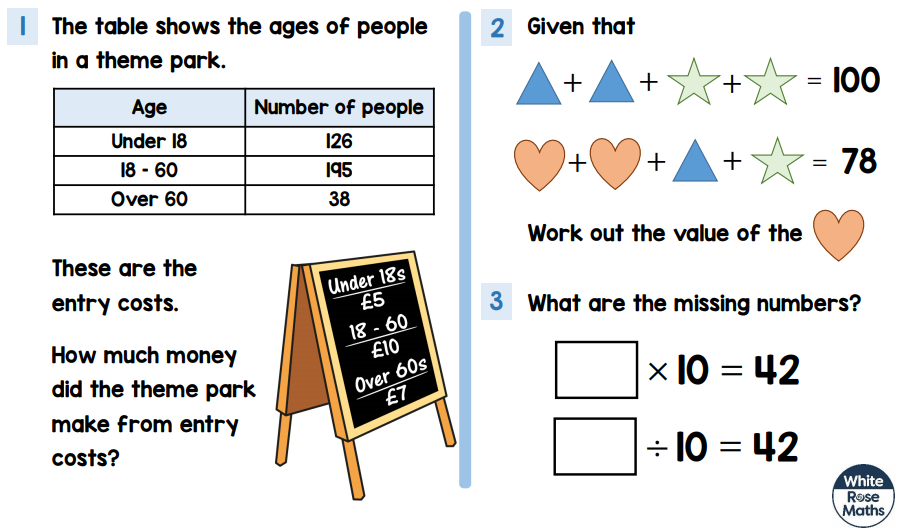 1 The table shows the ages of people
in a theme park.
Age Number of people
Under 18 126
18 - 60 195
Over 60 38
These are the
entry costs.
How much money
did the theme park
make from entry
costs?
Under 18s
£5
18 - 60
£10
Over 60s
£7
2 Given that
+ + + = 100
+ + + = 78
Work out the value of the
3 What are the missing numbers?
× 10 = 42
÷ 10 = 42
White
Rose
Maths